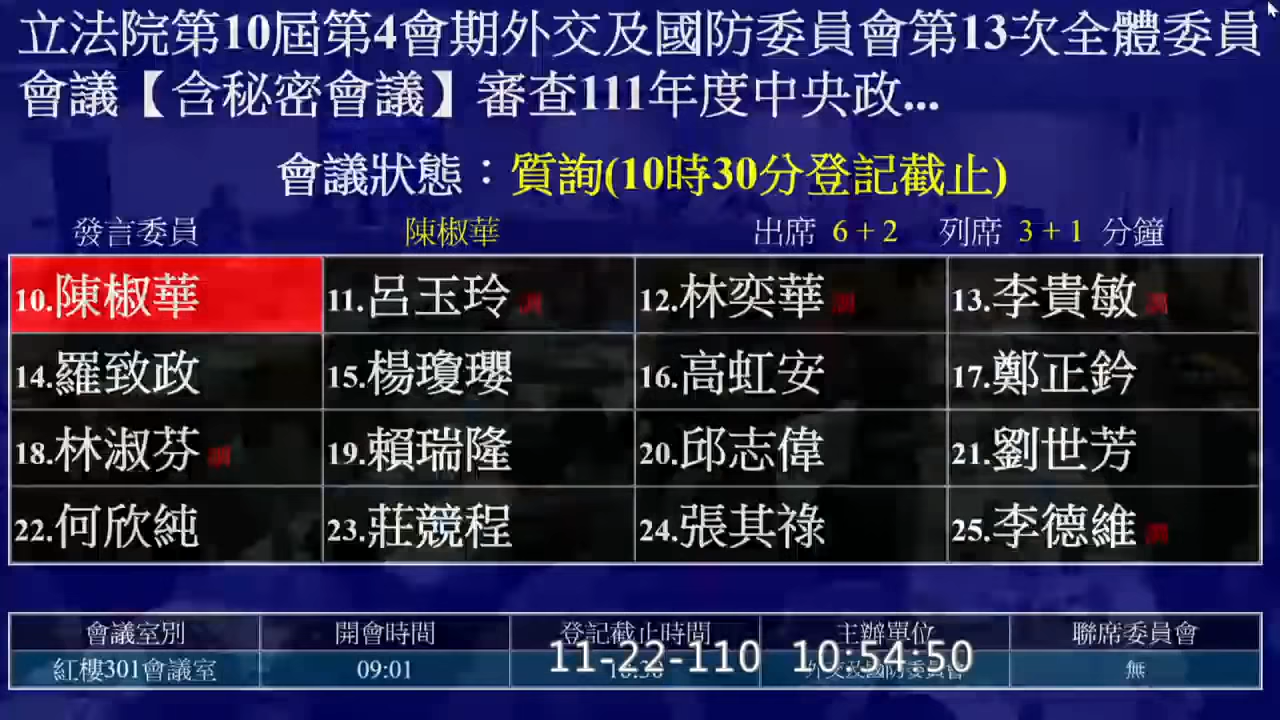 立法院第10屆第4會期外交及國防委員會第13次全體委員
會議【含秘密會議】審查111年度中央政...
會議狀態：質詢(10時30分登記截止)
發言委員 陳椒華 出席 6+2 列席 3+1 分鐘
10.陳椒華 11.呂玉玲 12.林奕華 13.李貴敏
14.羅致政 15.楊瓊瓔 16.高虹安 17.鄭正鈐
18.林淑芬 19.賴瑞隆 20.邱志偉 21.劉世芳
22.何欣純 23.莊競程 24.張其祿 25.李德維
會議室別 開會時間 登記截止時間 主辦單位 聯席委員會
紅樓301會議室 09:01 外交及國防委員會 無
11-22-110 10:54:50